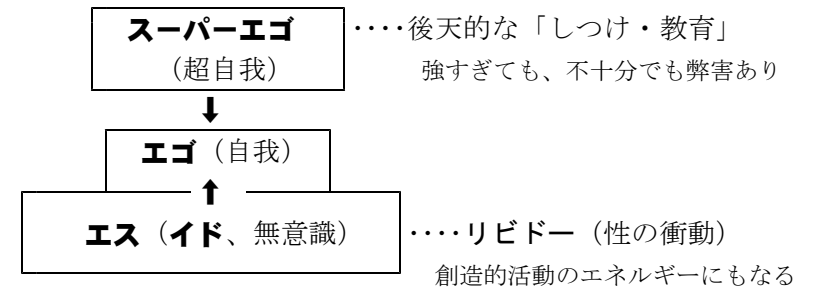 スーパーエゴ ‥‥後天的な「しつけ・教育」
（超自我） 強すぎても、不十分でも弊害あり
⬇
エゴ（自我）
⬆
エス（イド、無意識） ‥‥リビドー（性の衝動）
創造的活動のエネルギーにもなる